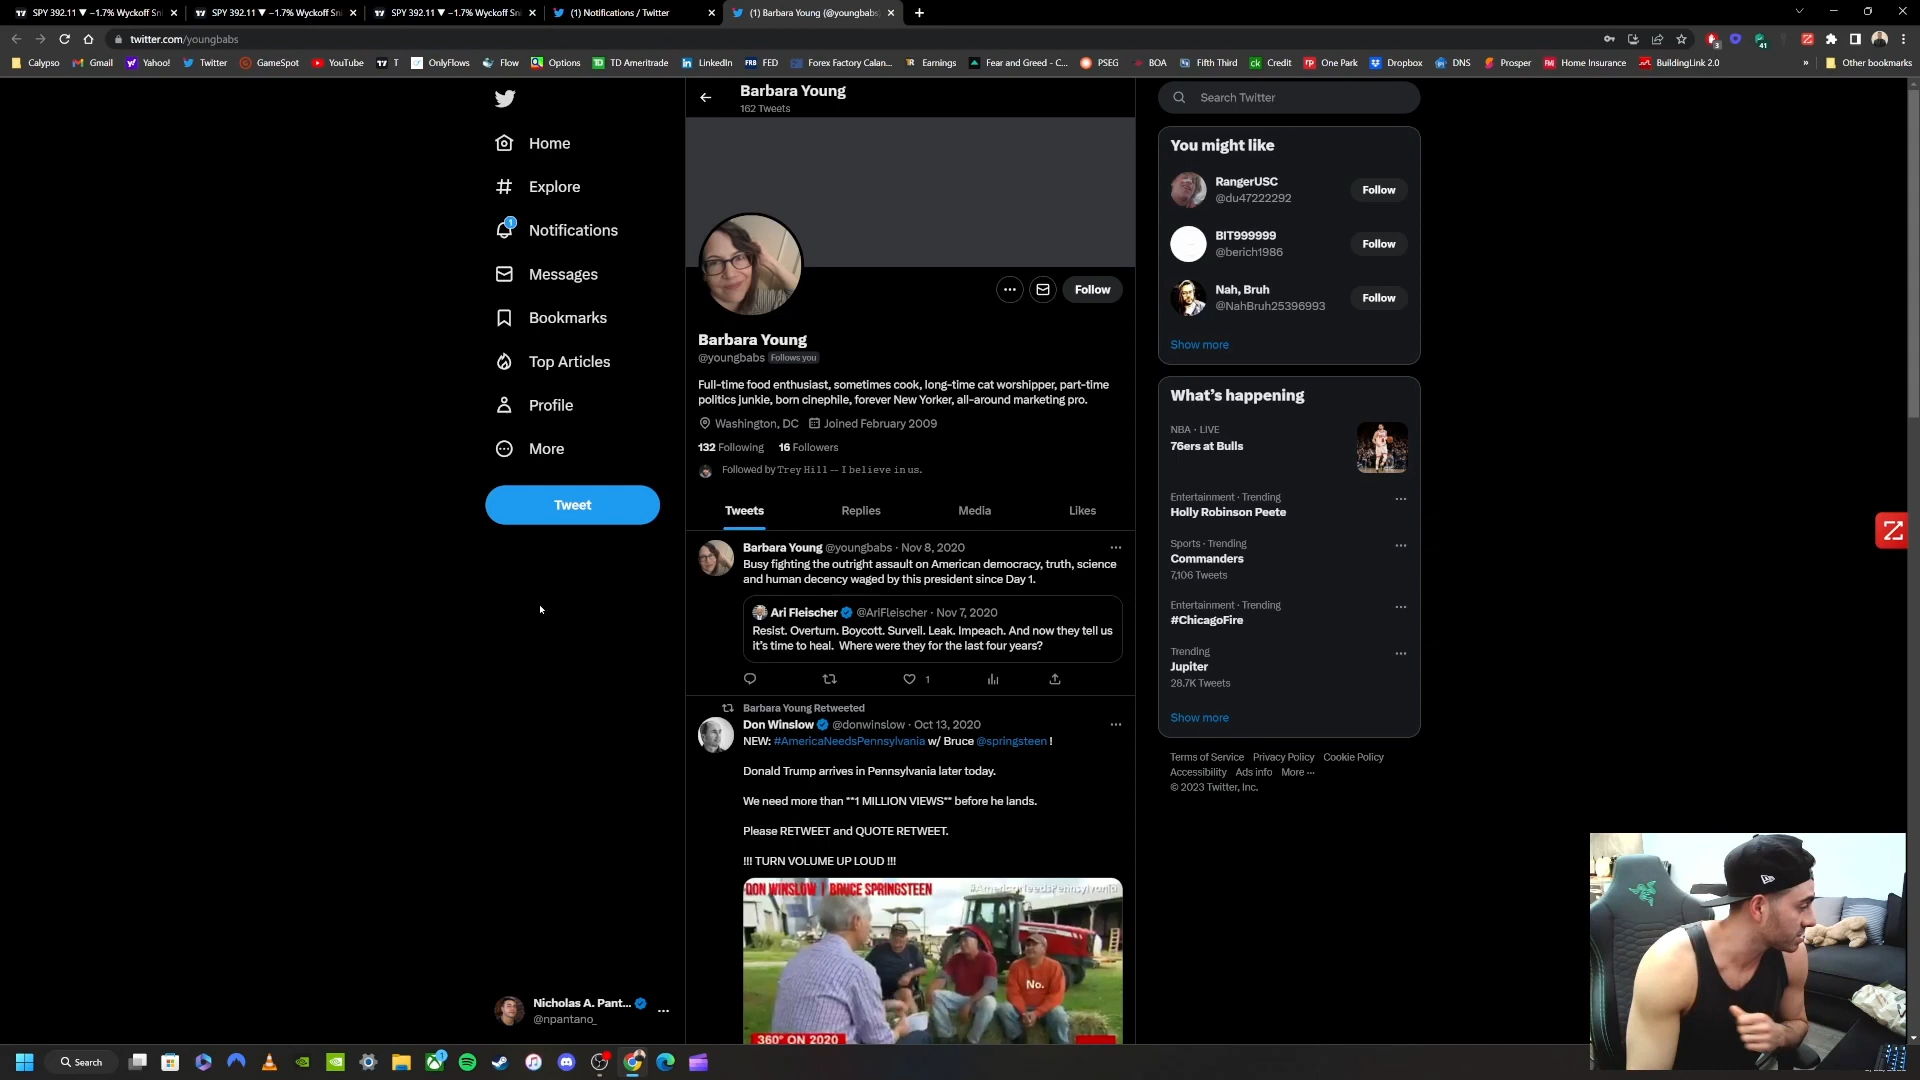 SPY 392.11 ▼ −1.7% Wyckoff Sni
SPY 392.11 ▼ −1.7% Wyckoff Sni
SPY 392.11 ▼ −1.7% Wyckoff Sni
(1) Notifications / Twitter
(1) Barbara Young (@youngbabs)
twitter.com/youngbabs
3
41
Calypso
Gmail
Yahoo!
Twitter
GameSpot
YouTube
T
OnlyFlows
Flow
Options
TD Ameritrade
LinkedIn
FED
Forex Factory Calan...
Earnings
Fear and Greed - C...
PSEG
BOA
Fifth Third
Credit
One Park
Dropbox
DNS
Prosper
Home Insurance
BuildingLink 2.0
»
Other bookmarks
Home
Explore
1
Notifications
Messages
Bookmarks
Top Articles
Profile
More
Tweet
Nicholas A. Pant...
@npantano_
Barbara Young
162 Tweets
Follow
Barbara Young
@youngbabs Follows you
Full-time food enthusiast, sometimes cook, long-time cat worshipper, part-time
politics junkie, born cinephile, forever New Yorker, all-around marketing pro.
Washington, DC Joined February 2009
132 Following 16 Followers
Followed by Trey Hill — I believe in us.
Tweets Replies Media Likes
Barbara Young @youngbabs · Nov 8, 2020
Busy fighting the outright assault on American democracy, truth, science
and human decency waged by this president since Day 1.
Ari Fleischer @AriFleischer · Nov 7, 2020
Resist. Overturn. Boycott. Surveil. Leak. Impeach. And now they tell us
it's time to heal. Where were they for the last four years?
1
Barbara Young Retweeted
Don Winslow @donwinslow · Oct 13, 2020
NEW: #AmericaNeedsPennsylvania w/ Bruce @springsteen !
Donald Trump arrives in Pennsylvania later today.
We need more than **1 MILLION VIEWS** before he lands.
Please RETWEET and QUOTE RETWEET.
!!! TURN VOLUME UP LOUD !!!
DON WINSLOW / BRUCE SPRINGSTEEN
#AmericaNeedsPennsylvania
No.
360° ON 2020
Search Twitter
You might like
RangerUSC
@du47222292
Follow
BIT999999
@berich1986
Follow
Nah, Bruh
@NahBruh25396993
Follow
Show more
What's happening
NBA · LIVE
76ers at Bulls
Entertainment · Trending
Holly Robinson Peete
Sports · Trending
Commanders
7,106 Tweets
Entertainment · Trending
#ChicagoFire
Trending
Jupiter
28.7K Tweets
Show more
Terms of Service Privacy Policy Cookie Policy
Accessibility Ads info More ···
© 2023 Twitter, Inc.
Search
1